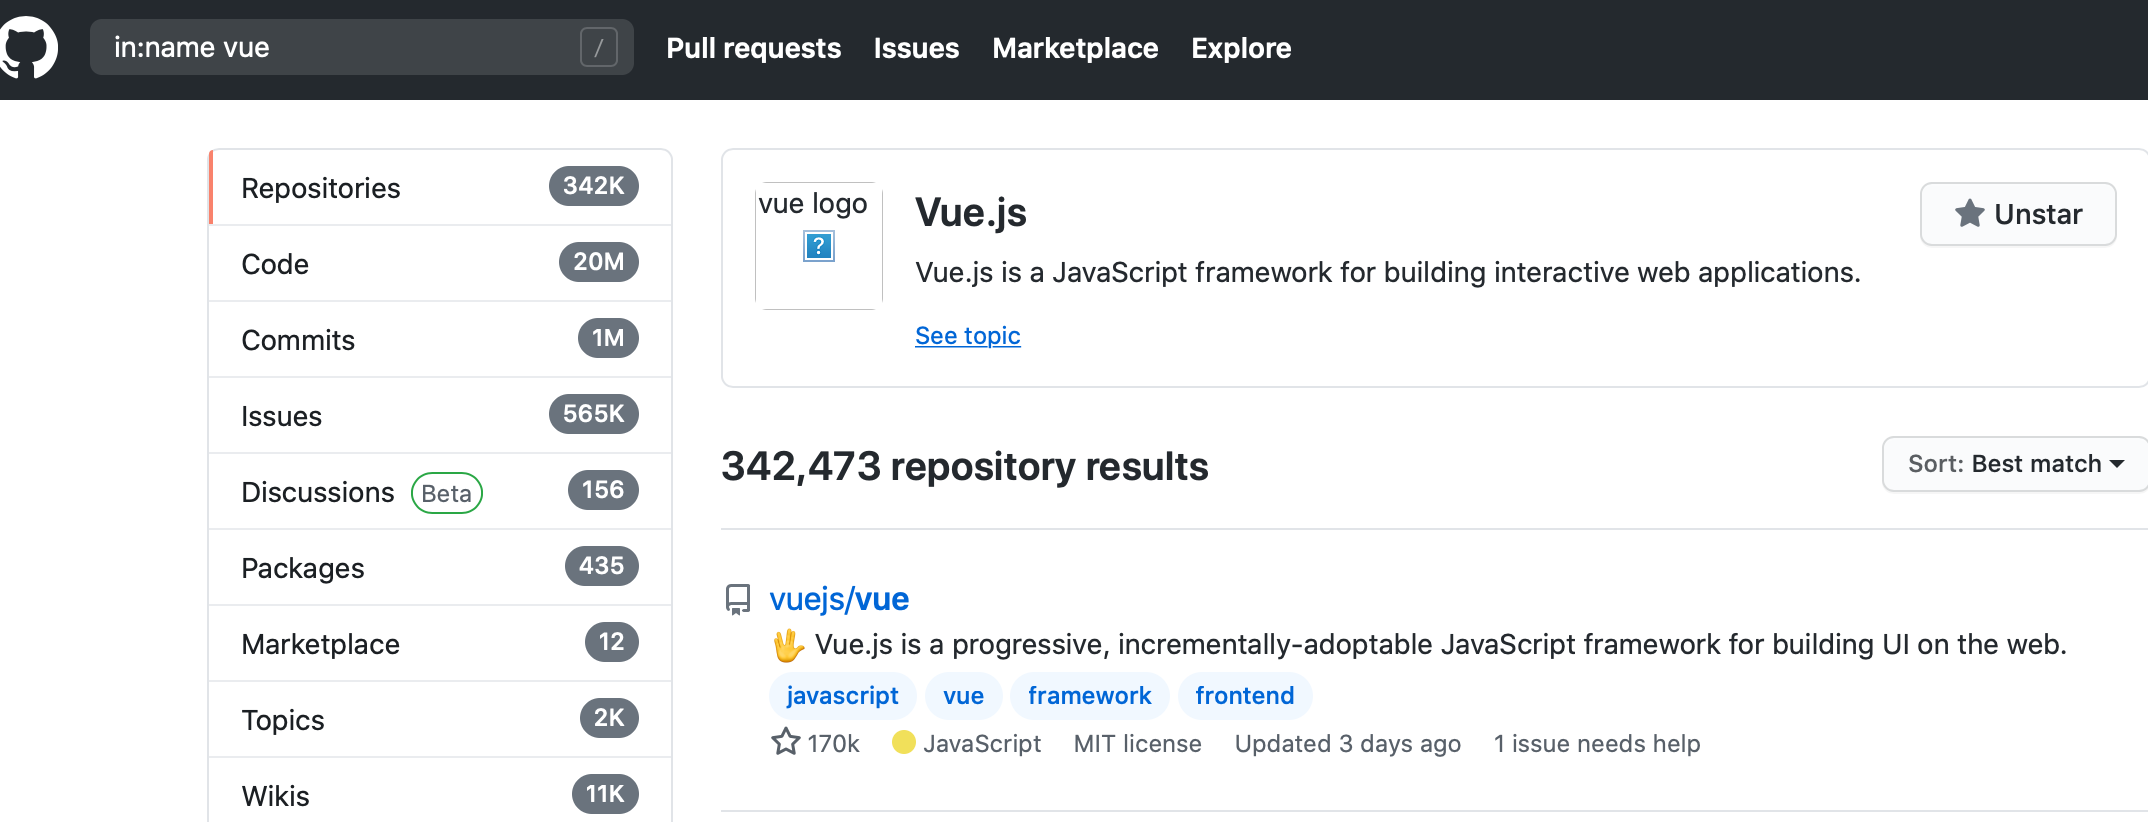 in:name vue /
Pull requests Issues Marketplace Explore
Repositories 342K
Code 20M
Commits 1M
Issues 565K
Discussions Beta 156
Packages 435
Marketplace 12
Topics 2K
Wikis 11K
vue logo
?
Vue.js
Unstar
Vue.js is a JavaScript framework for building interactive web applications.
See topic
342,473 repository results
Sort: Best match
vuejs/vue
🖖 Vue.js is a progressive, incrementally-adoptable JavaScript framework for building UI on the web.
javascript vue framework frontend
170k JavaScript MIT license Updated 3 days ago 1 issue needs help